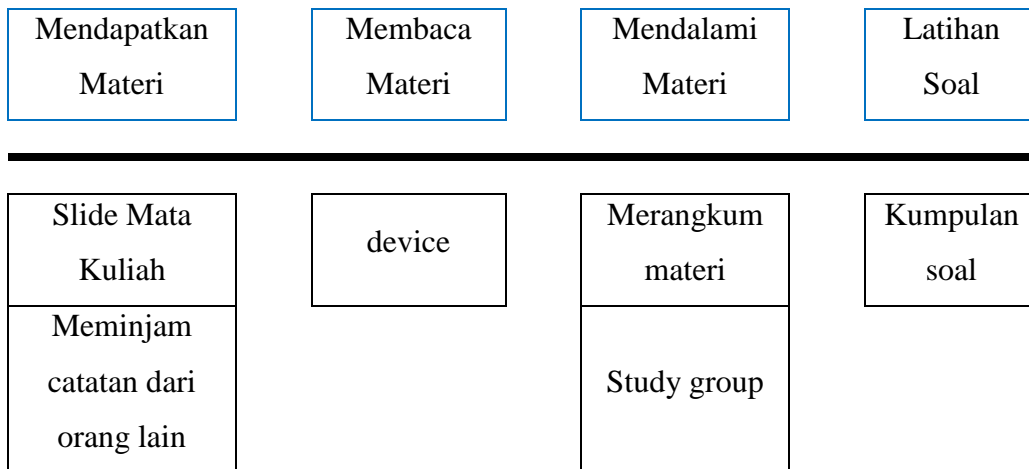 Mendapatkan
Materi
Membaca
Materi
Mendalami
Materi
Latihan
Soal
Slide Mata
Kuliah
device
Merangkum
materi
Kumpulan
soal
Meminjam
catatan dari
orang lain
Study group